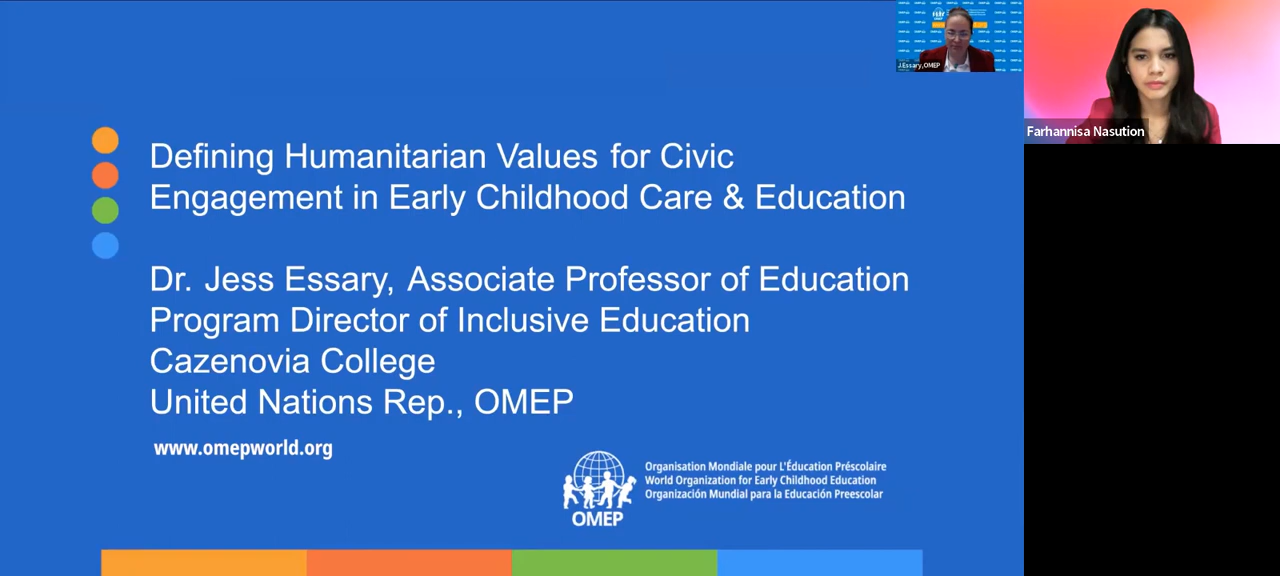 Defining Humanitarian Values for Civic
Engagement in Early Childhood Care & Education
Dr. Jess Essary, Associate Professor of Education
Program Director of Inclusive Education
Cazenovia College
United Nations Rep., OMEP
www.omepworld.org
OMEP
Organisation Mondiale pour L'Éducation Préscolaire
World Organization for Early Childhood Education
Organización Mundial para la Educación Preescolar
J.Essary,OMEP
Farhannisa Nasution